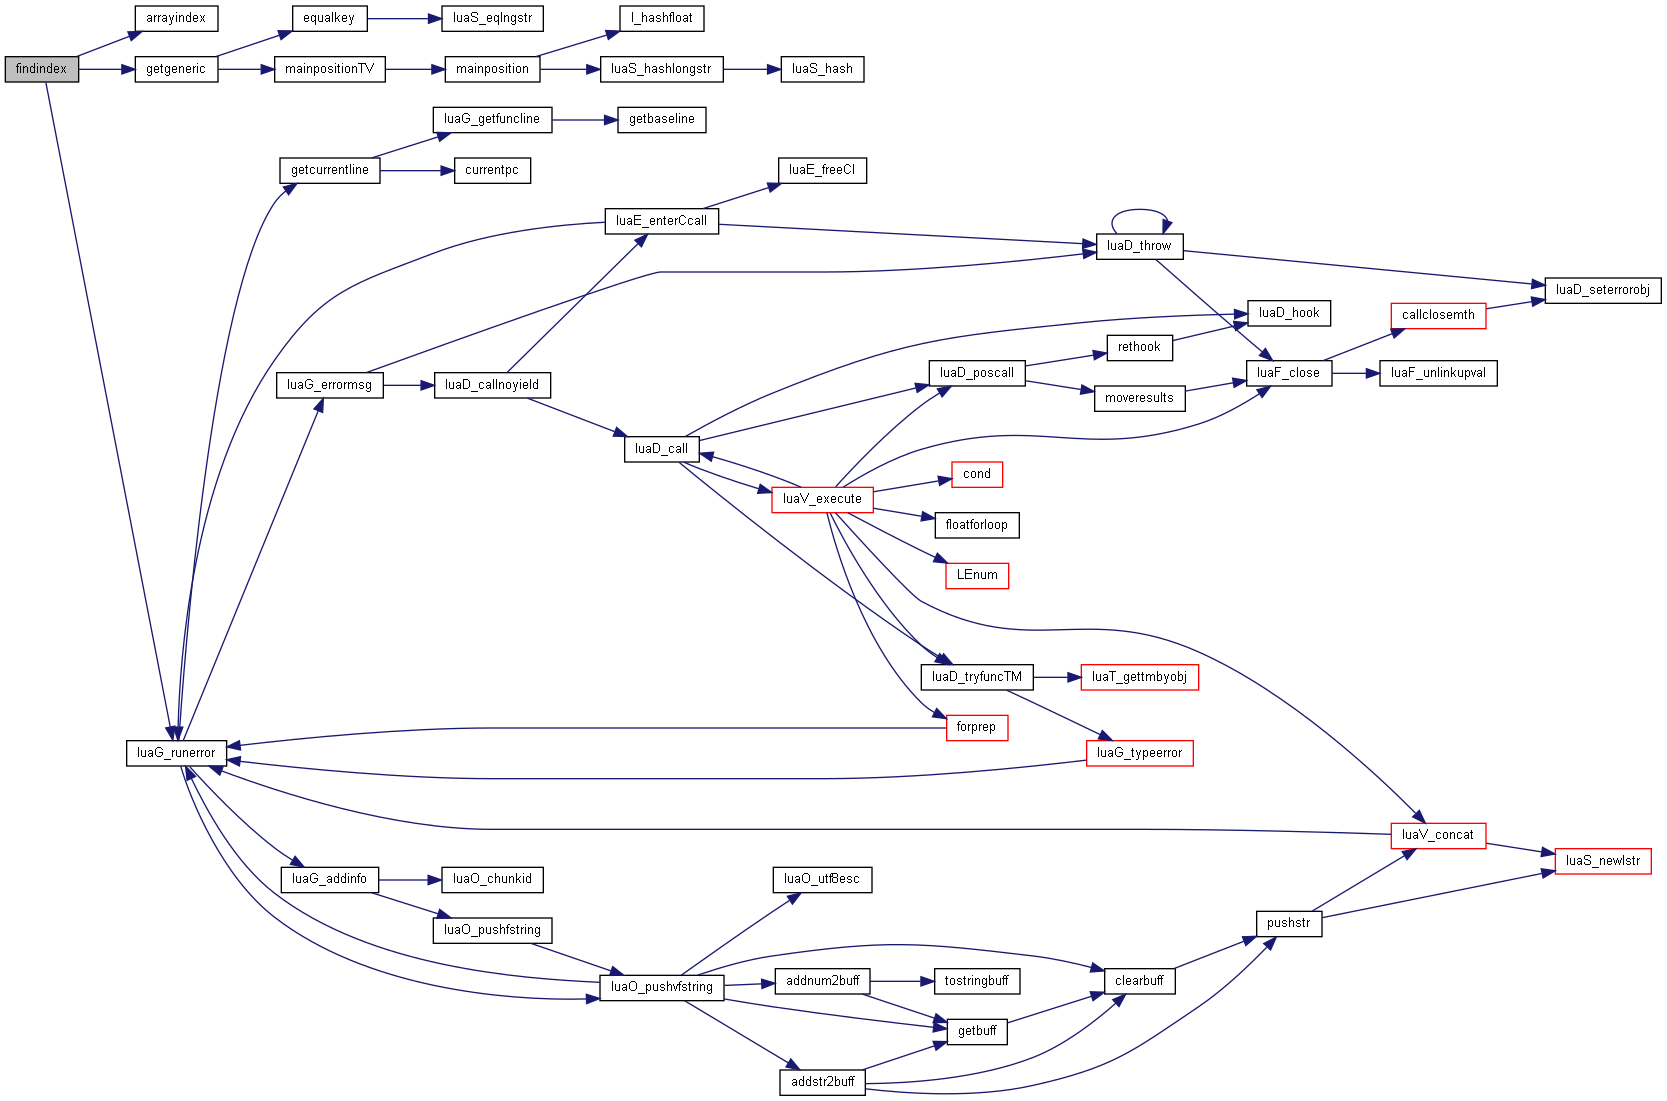 arrayindex
equalkey
luaS_eqlngstr
l_hashfloat
findindex
getgeneric
mainpositionTV
mainposition
luaS_hashlongstr
luaS_hash
luaG_getfuncline
getbaseline
getcurrentline
currentpc
luaE_freeCI
luaE_enterCcall
luaD_throw
luaD_seterrorobj
luaD_hook
callclosemth
rethook
luaG_errormsg
luaD_callnoyield
luaD_poscall
luaF_close
luaF_unlinkupval
moveresults
luaD_call
cond
luaV_execute
floatforloop
LEnum
luaD_tryfuncTM
luaT_gettmbyobj
forprep
luaG_runerror
luaG_typeerror
luaV_concat
luaS_newlstr
luaG_addinfo
luaO_chunkid
luaO_utf8esc
luaO_pushfstring
pushstr
luaO_pushvfstring
addnum2buff
tostringbuff
clearbuff
getbuff
addstr2buff